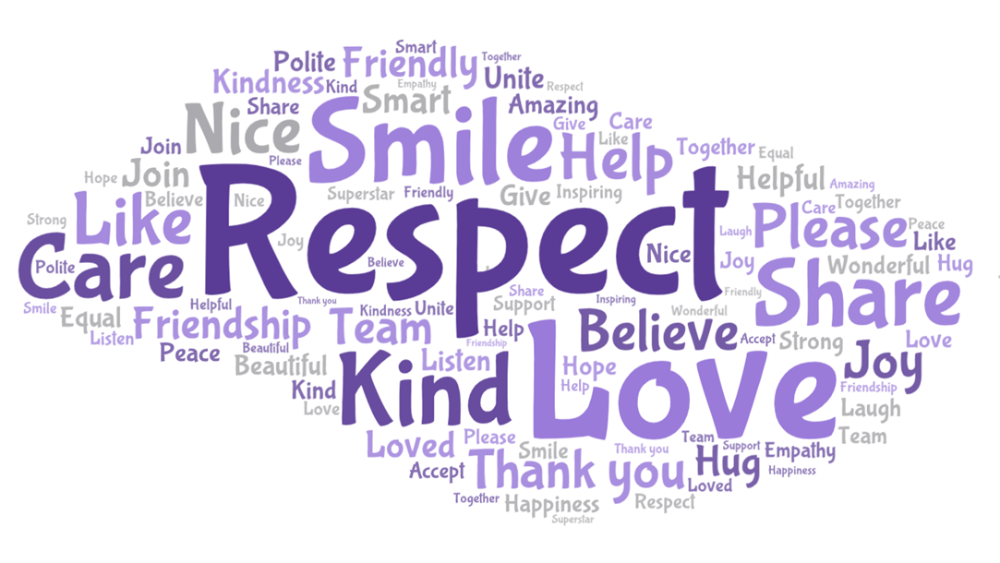 Smart
Polite Friendly Together
Kindness Kind Empathy Unite Respect
Share Smart Amazing
Nice Smile Give Care
Join Please Help Like Together Equal
Hope Join Helpful Amazing
Believe Nice Superstar Friendly Give Inspiring
Strong Like Respect Laugh Please Care Together
Peace Like
Care Polite Joy Believe Nice Joy Wonderful Hug
Smile Equal Helpful Thank you Share Inspiring Friendly Share
Listen Friendship Team Kindness Unite Support Wonderful
Peace Beautiful Friendship Help Believe Accept Strong Love
Beautiful Kind Listen Hope Love Joy
Kind Help Friendship
Love Laugh
Loved Please Smile Thank you Team Support Empathy Team
Accept Thank you Hug Happiness
Loved
Together Happiness Respect
Superstar